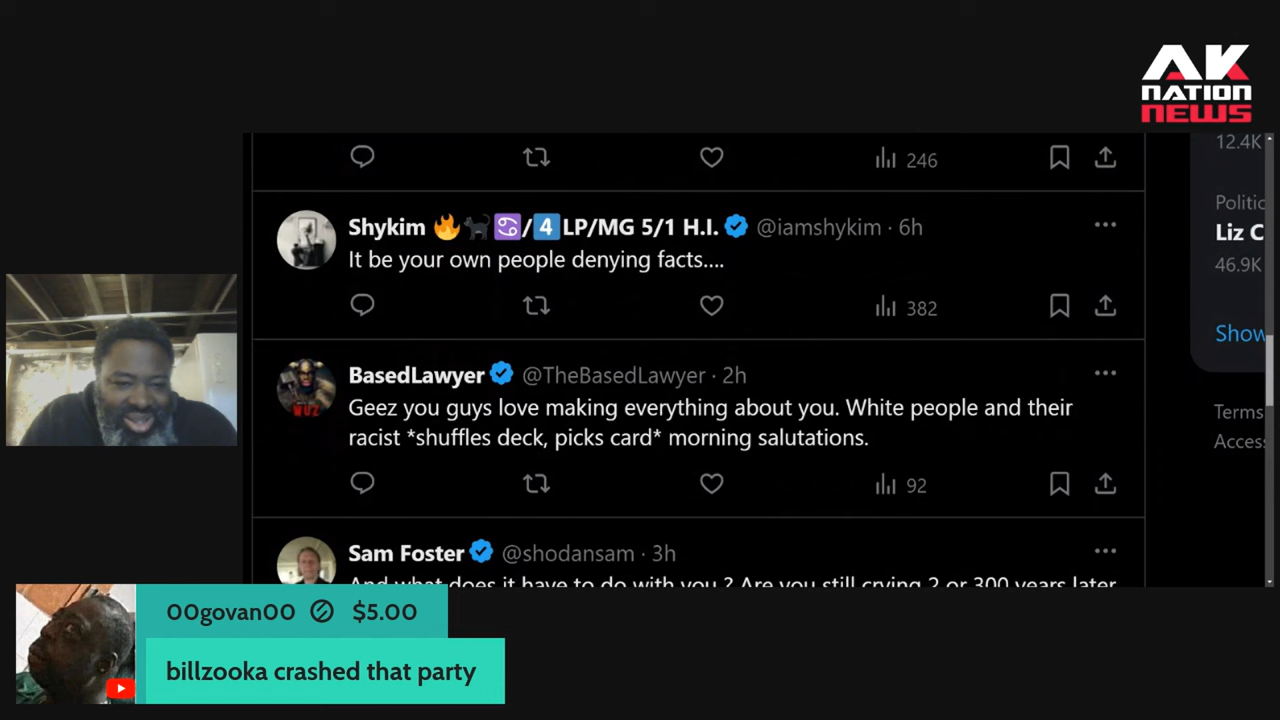 AK
NATION
NEWS
12.4K
246
Shykim 🔥🐈‍⬛♋/4️⃣ LP/MG 5/1 H.I. @iamshykim · 6h
It be your own people denying facts....
382
Politic
Liz C
46.9K
Show
BasedLawyer @TheBasedLawyer · 2h
Geez you guys love making everything about you. White people and their
racist *shuffles deck, picks card* morning salutations.
92
Terms
Access
WUZ
Sam Foster @shodansam · 3h
And what does it have to do with you ? Are you still crying 2 or 300 years later
00govan00 $5.00
billzooka crashed that party